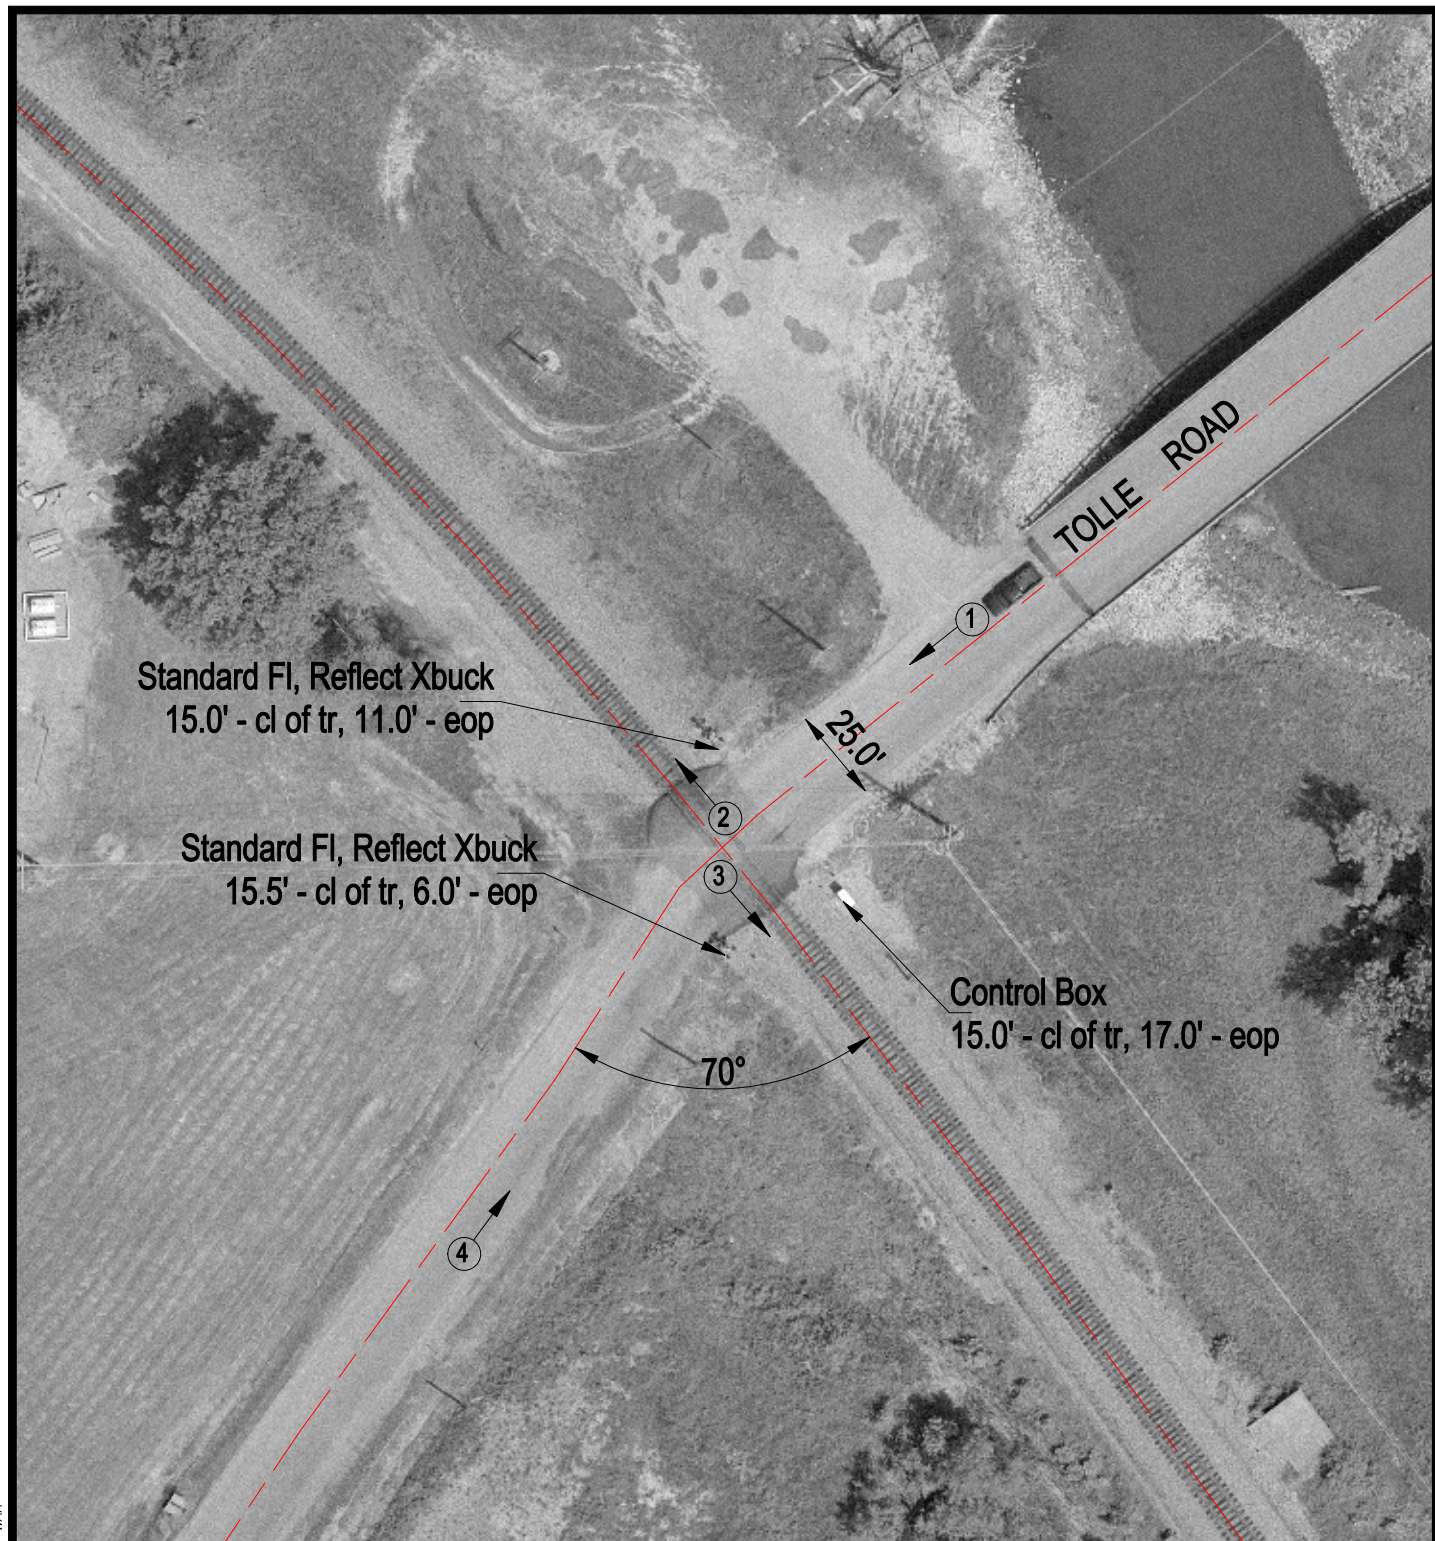 TOLLE ROAD
1
Standard Fl, Reflect Xbuck
15.0' - cl of tr, 11.0' - eop
25.0'
2
Standard Fl, Reflect Xbuck
15.5' - cl of tr, 6.0' - eop
3
Control Box
15.0' - cl of tr, 17.0' - eop
70°
4